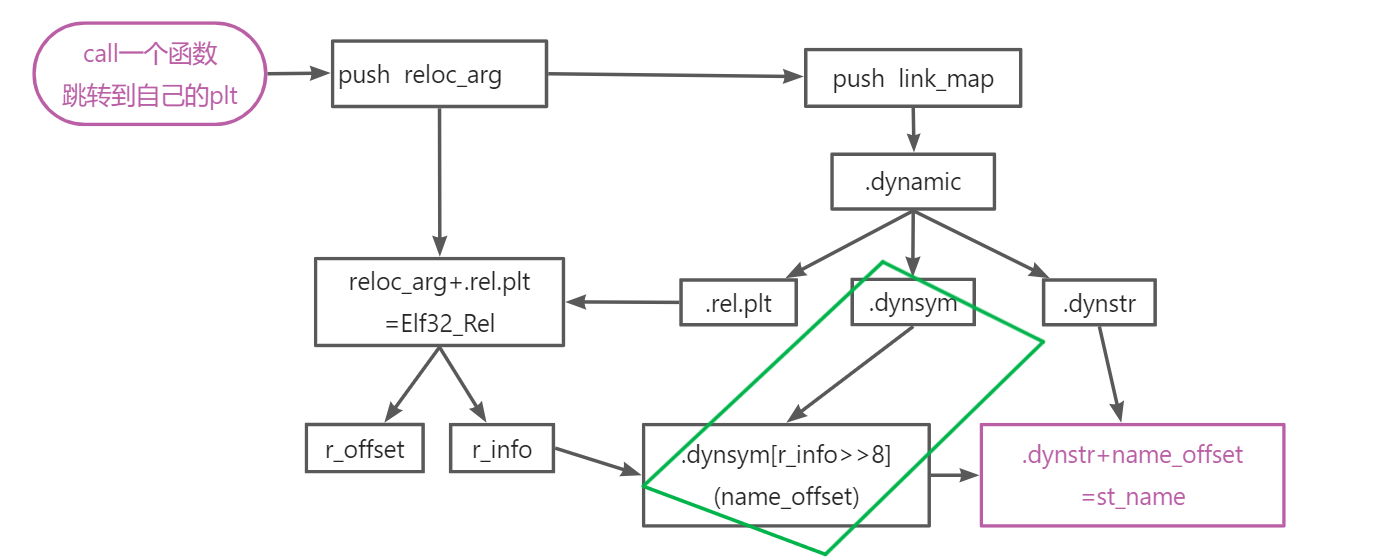 call一个函数
跳转到自己的plt
push reloc_arg
push link_map
.dynamic
reloc_arg+.rel.plt
=Elf32_Rel
.rel.plt
.dynsym
.dynstr
r_offset
r_info
.dynsym[r_info>>8]
(name_offset)
.dynstr+name_offset
=st_name